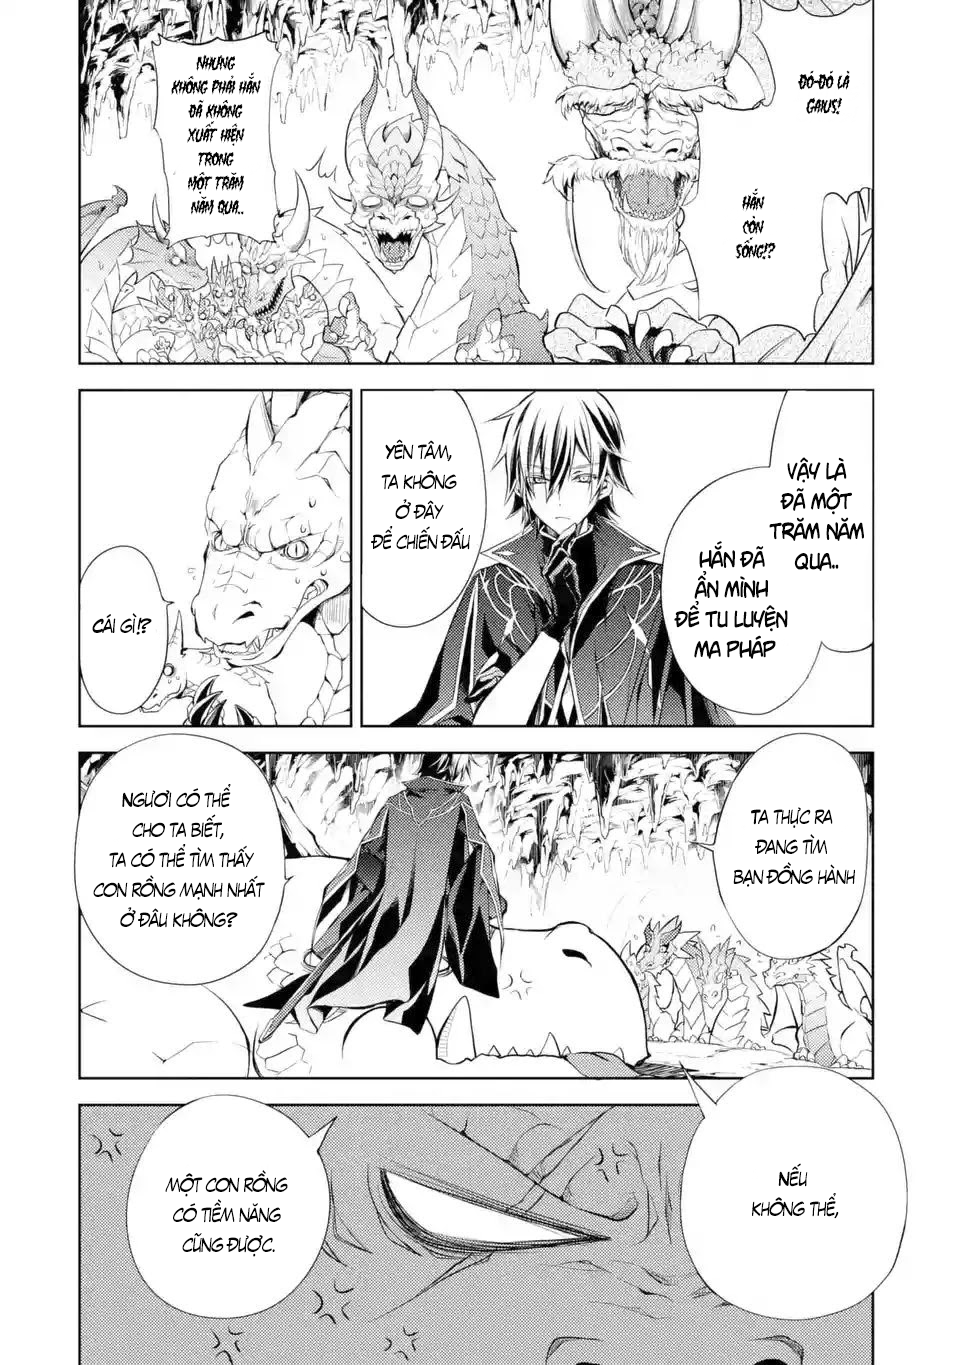 ĐÓ-ĐÓ LÀ
GAIUS!
HẮN
CÒN
SỐNG!?
NHƯNG
KHÔNG PHẢI HẮN
ĐÃ KHÔNG
XUẤT HIỆN
TRONG
MỘT TRĂM
NĂM QUA..
VẬY LÀ
ĐÃ MỘT
TRĂM NĂM
QUA..
HẮN ĐÃ
ẨN MÌNH
ĐỂ TU LUYỆN
MA PHÁP
YÊN TÂM,
TA KHÔNG
Ở ĐÂY
ĐỂ CHIẾN ĐẤU
CÁI GÌ!?
TA THỰC RA
ĐANG TÌM
BẠN ĐỒNG HÀNH
NGƯƠI CÓ THỂ
CHO TA BIẾT,
TA CÓ THỂ TÌM THẤY
CON RỒNG MẠNH NHẤT
Ở ĐÂU KHÔNG?
NẾU
KHÔNG THỂ,
MỘT CON RỒNG
CÓ TIỀM NĂNG
CŨNG ĐƯỢC.